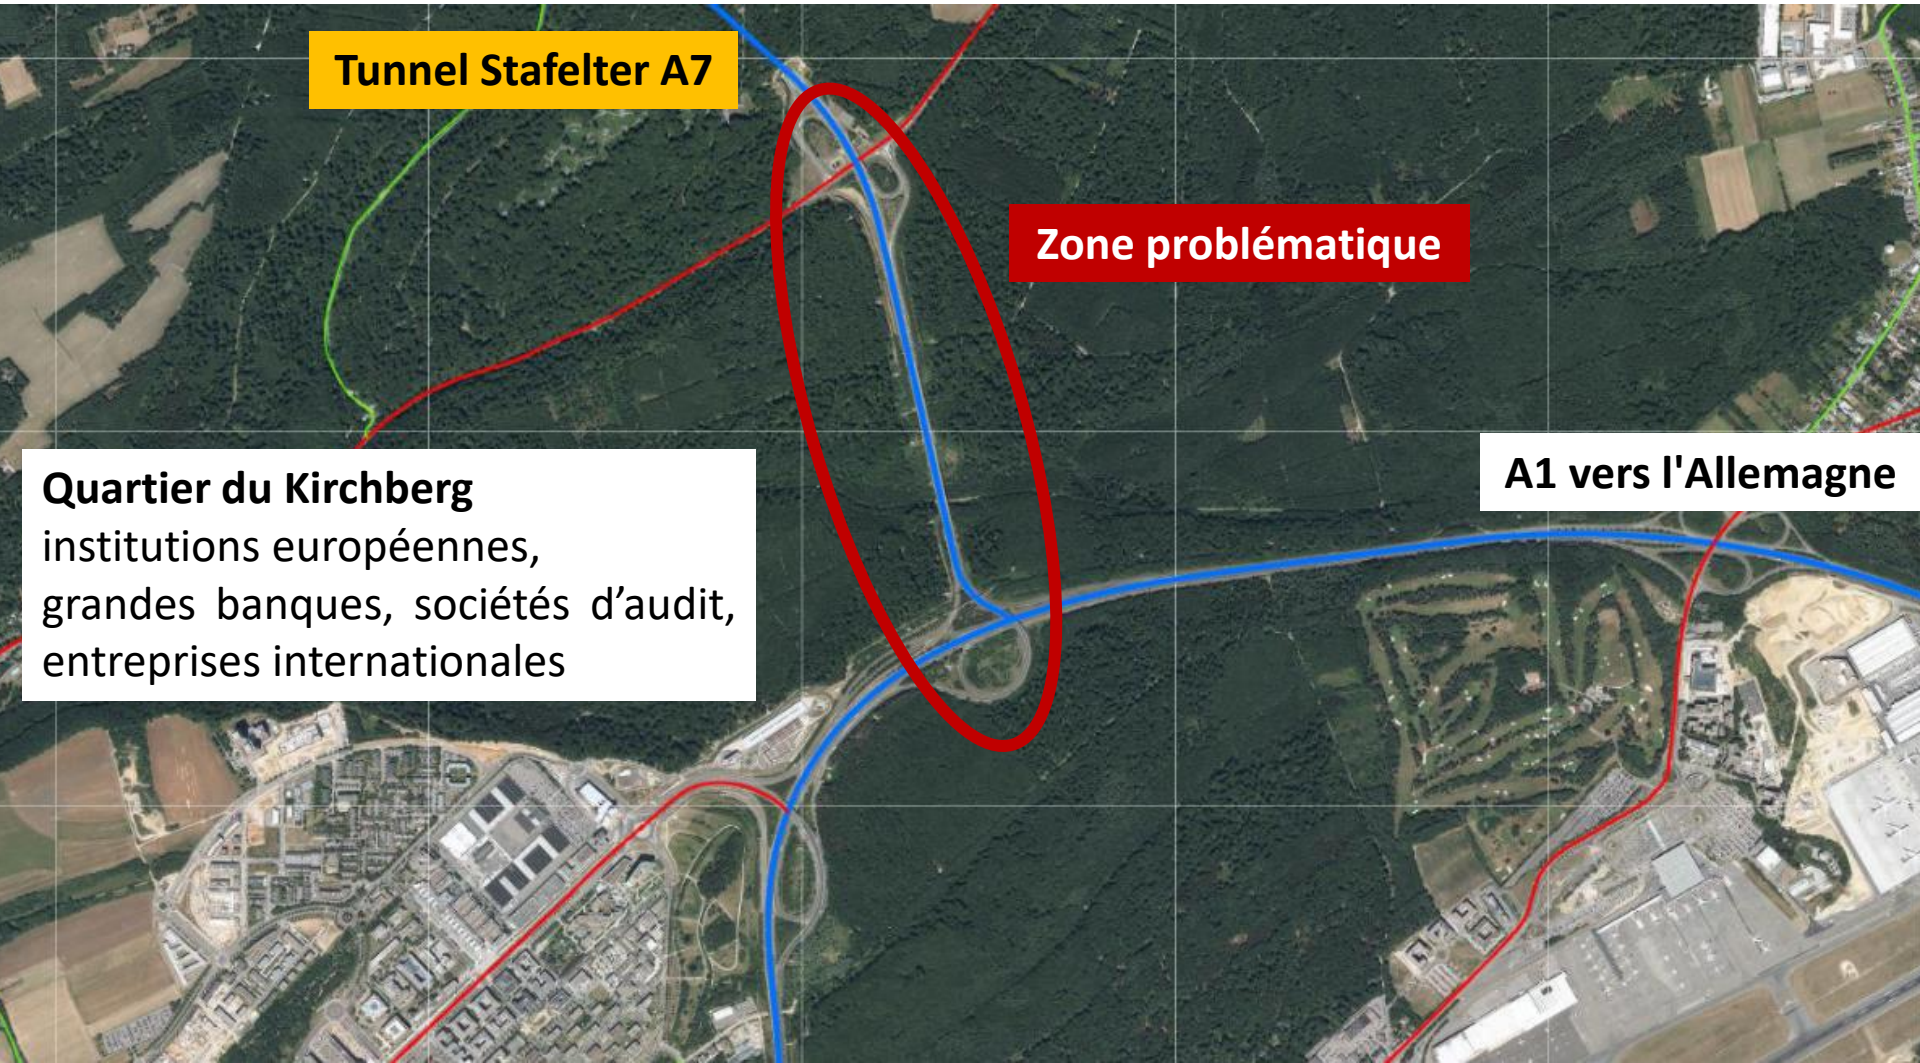 Tunnel Stafelter A7
Zone problématique
Quartier du Kirchberg
institutions européennes,
grandes banques, sociétés d’audit,
entreprises internationales
A1 vers l'Allemagne